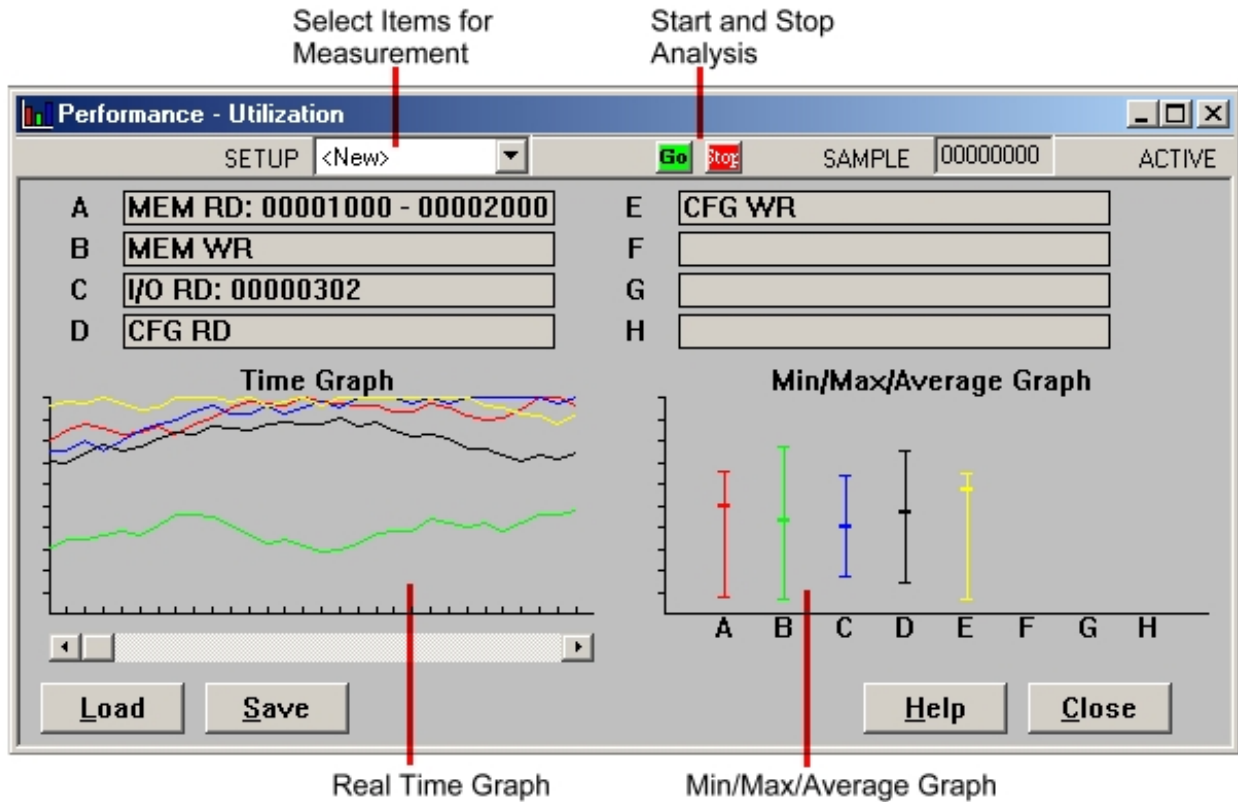 Select Items for
Measurement
Start and Stop
Analysis
Performance - Utilization
SETUP <New> Go Stop SAMPLE 00000000 ACTIVE
A MEM RD: 00001000 - 00002000
B MEM WR
C I/O RD: 00000302
D CFG RD
E CFG WR
F
G
H
Time Graph
Min/Max/Average Graph
A B C D E F G H
Load Save Help Close
Real Time Graph
Min/Max/Average Graph